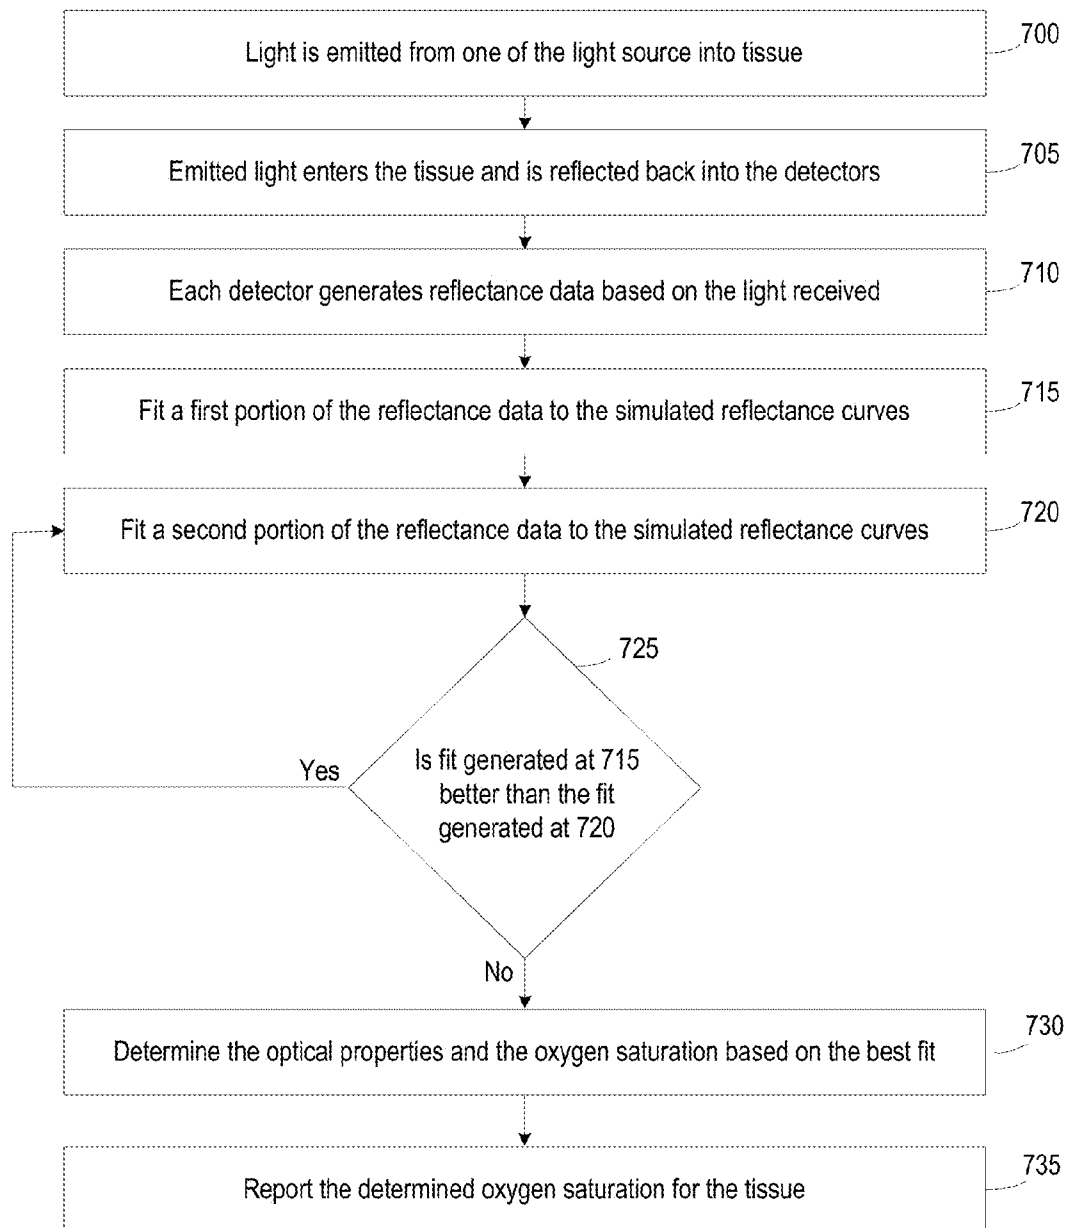 Light is emitted from one of the light source into tissue
700
Emitted light enters the tissue and is reflected back into the detectors
705
Each detector generates reflectance data based on the light received
710
Fit a first portion of the reflectance data to the simulated reflectance curves
715
Fit a second portion of the reflectance data to the simulated reflectance curves
720
725
Is fit generated at 715
better than the fit
generated at 720
Yes
No
Determine the optical properties and the oxygen saturation based on the best fit
730
Report the determined oxygen saturation for the tissue
735